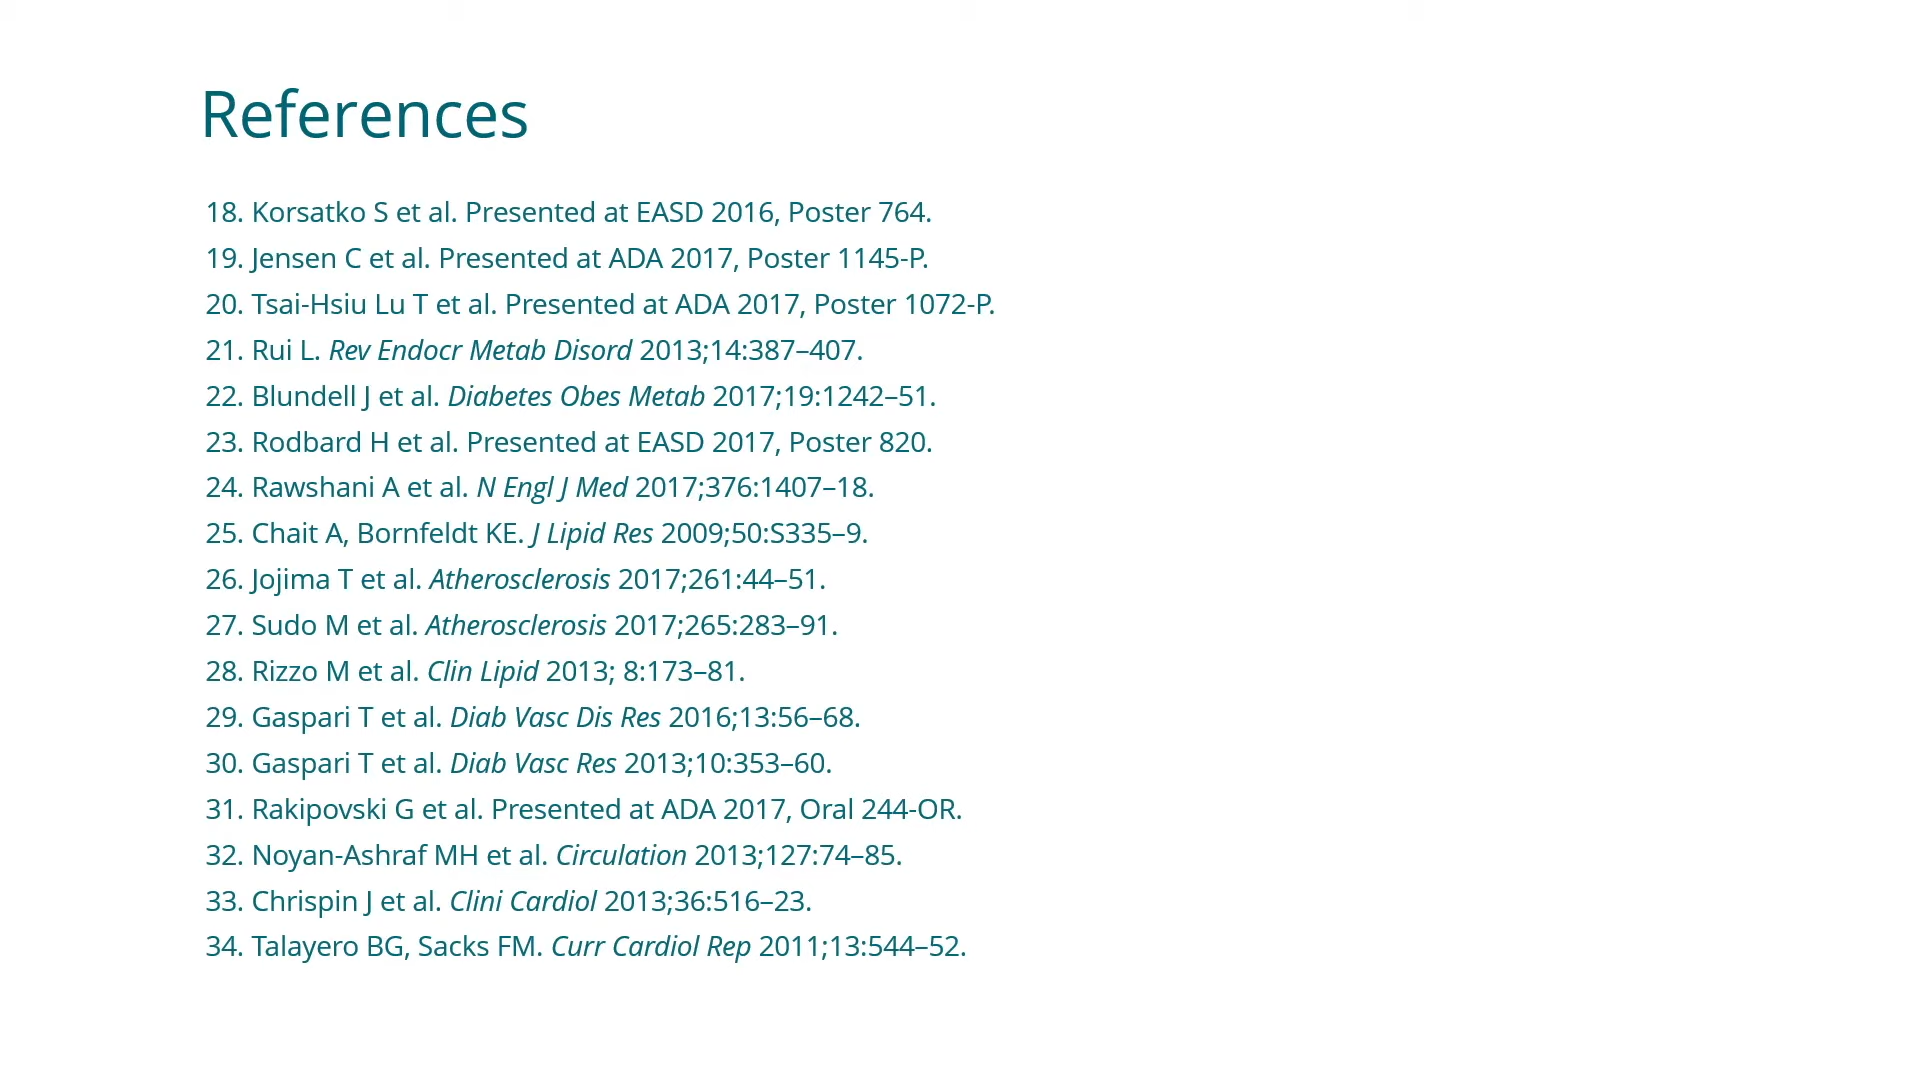 References
18. Korsatko S et al. Presented at EASD 2016, Poster 764.
19. Jensen C et al. Presented at ADA 2017, Poster 1145-P.
20. Tsai-Hsiu Lu T et al. Presented at ADA 2017, Poster 1072-P.
21. Rui L. Rev Endocr Metab Disord 2013;14:387–407.
22. Blundell J et al. Diabetes Obes Metab 2017;19:1242–51.
23. Rodbard H et al. Presented at EASD 2017, Poster 820.
24. Rawshani A et al. N Engl J Med 2017;376:1407–18.
25. Chait A, Bornfeldt KE. J Lipid Res 2009;50:S335–9.
26. Jojima T et al. Atherosclerosis 2017;261:44–51.
27. Sudo M et al. Atherosclerosis 2017;265:283–91.
28. Rizzo M et al. Clin Lipid 2013; 8:173–81.
29. Gaspari T et al. Diab Vasc Dis Res 2016;13:56–68.
30. Gaspari T et al. Diab Vasc Res 2013;10:353–60.
31. Rakipovski G et al. Presented at ADA 2017, Oral 244-OR.
32. Noyan-Ashraf MH et al. Circulation 2013;127:74–85.
33. Chrispin J et al. Clini Cardiol 2013;36:516–23.
34. Talayero BG, Sacks FM. Curr Cardiol Rep 2011;13:544–52.